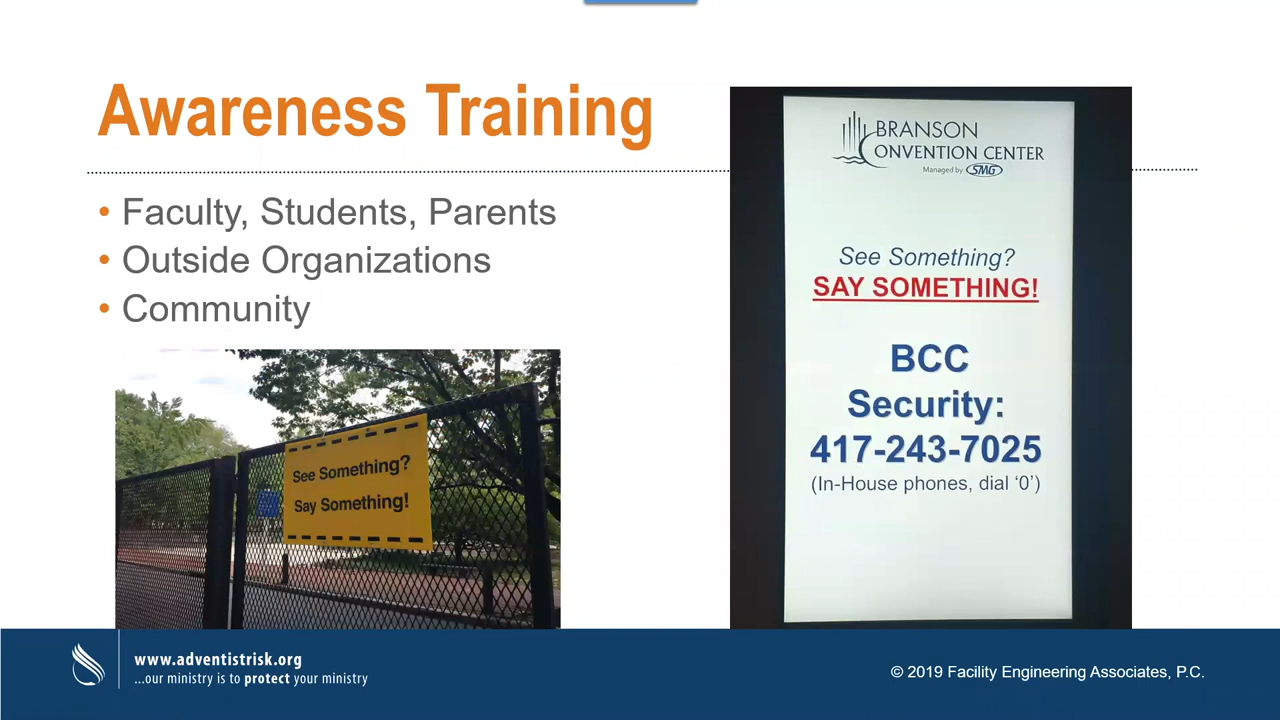 Awareness Training
• Faculty, Students, Parents
• Outside Organizations
• Community
See Something?
Say Something!
BRANSON
CONVENTION CENTER
Managed by SMG
See Something?
SAY SOMETHING!
BCC
Security:
417-243-7025
(In-House phones, dial ‘0’)
www.adventistrisk.org
...our ministry is to protect your ministry
© 2019 Facility Engineering Associates, P.C.